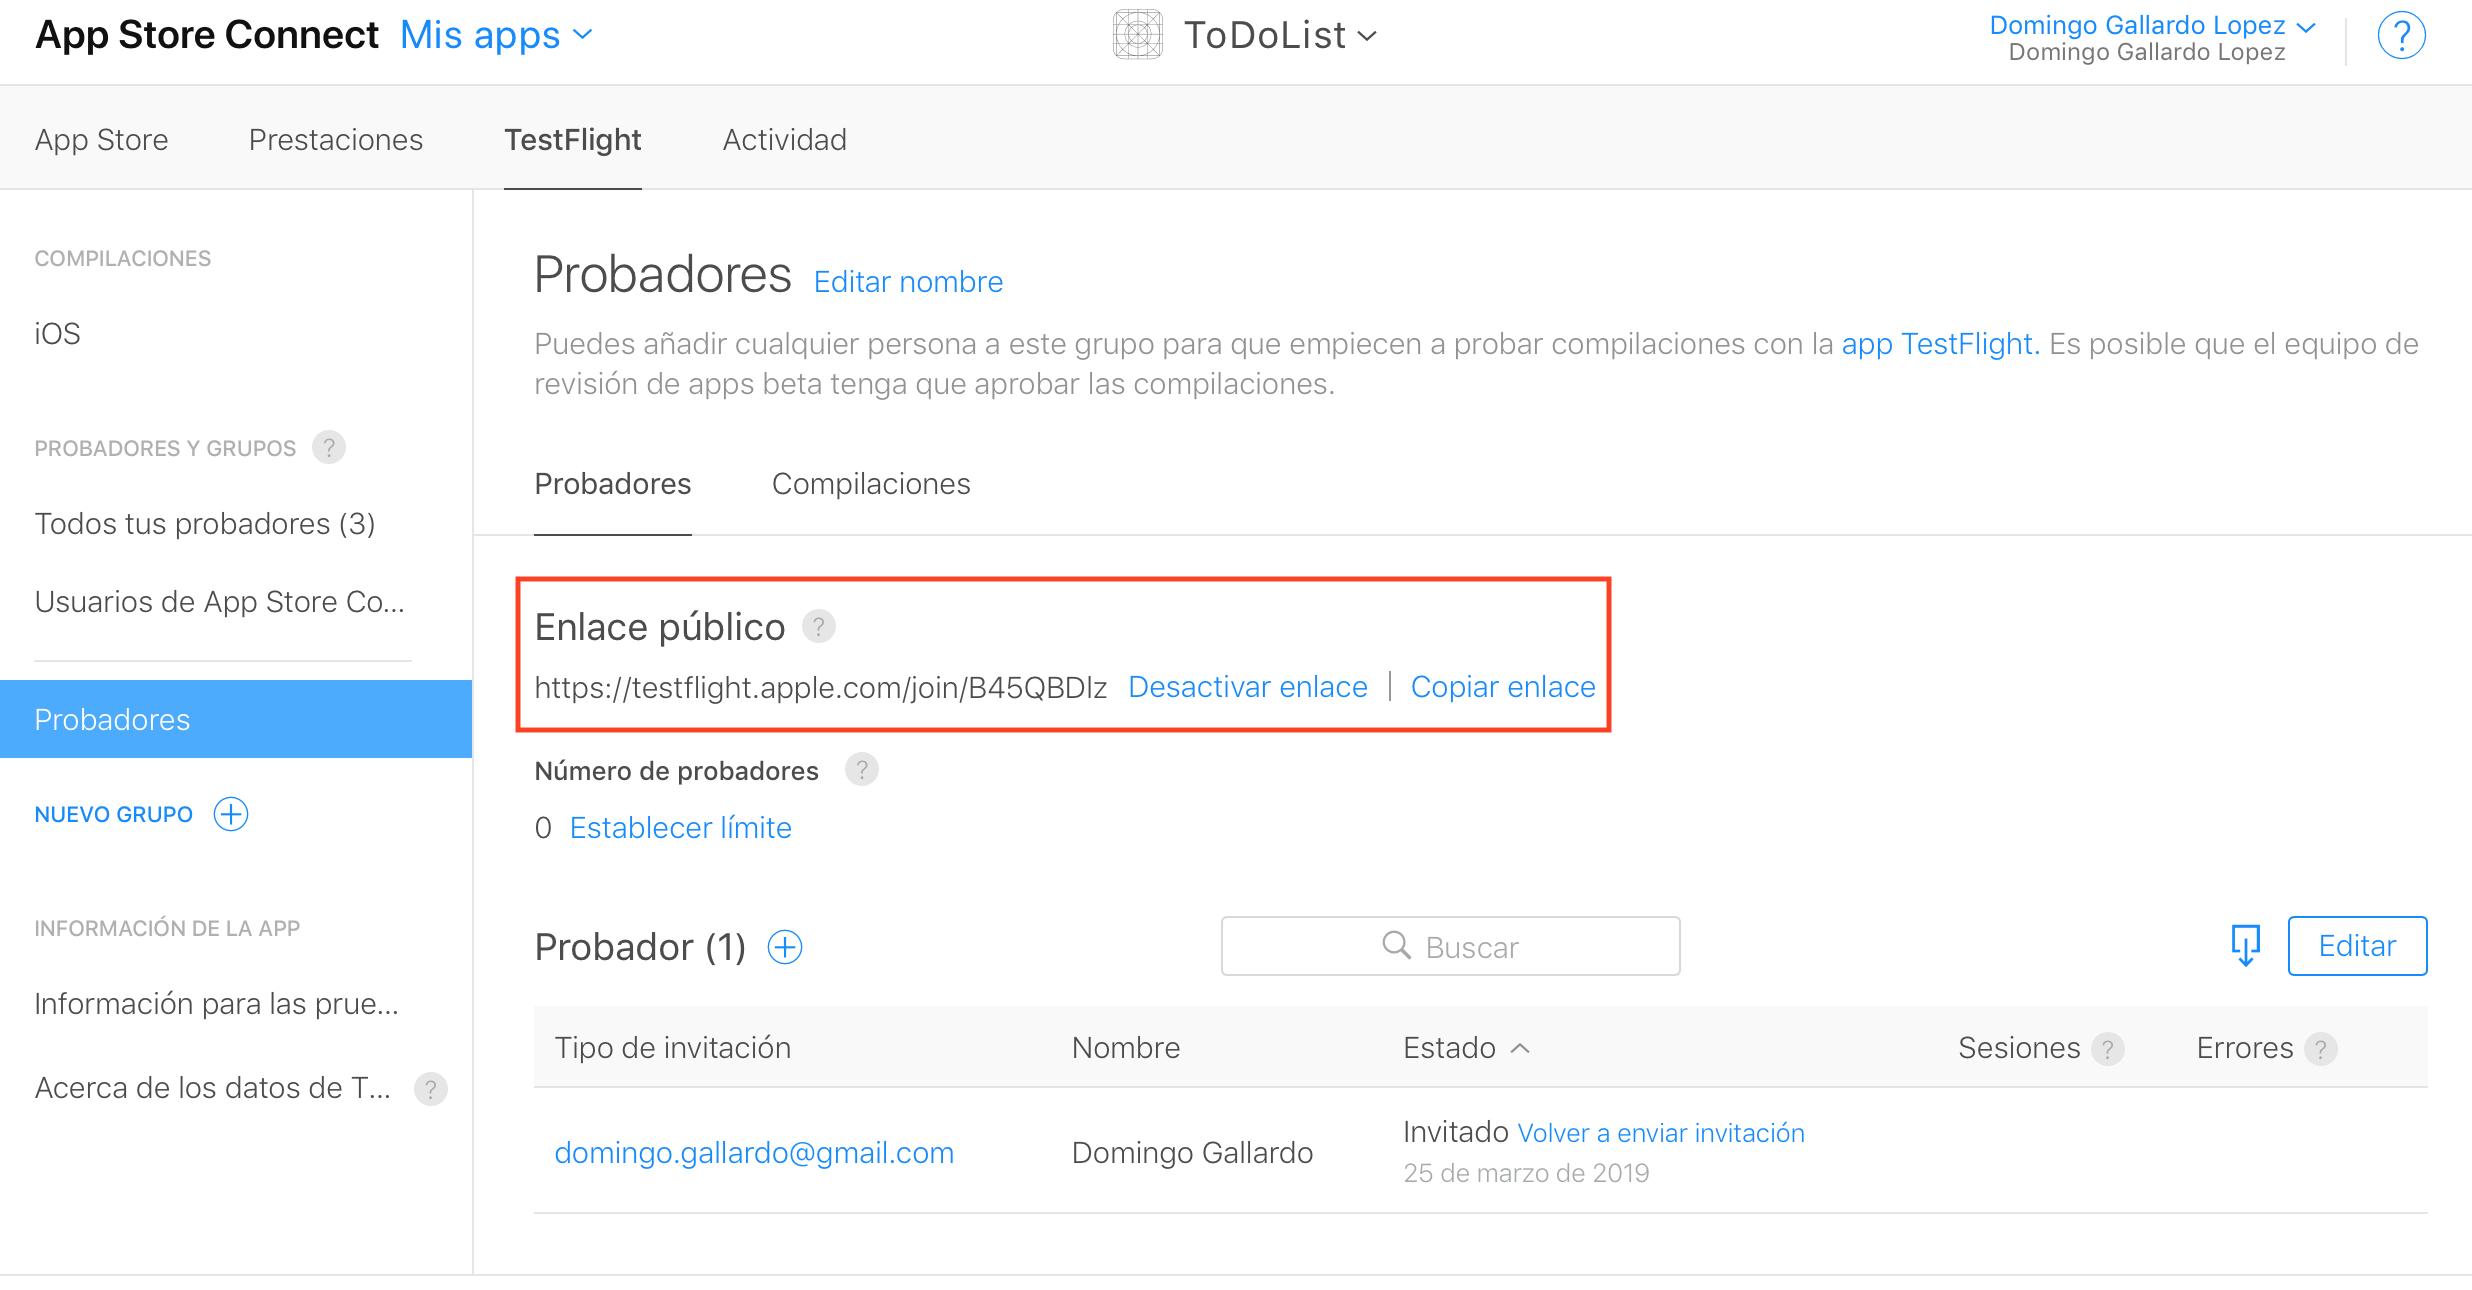 App Store Connect Mis apps
ToDoList
Domingo Gallardo Lopez
Domingo Gallardo Lopez
?
App Store Prestaciones TestFlight Actividad
COMPILACIONES
iOS
PROBADORES Y GRUPOS ?
Todos tus probadores (3)
Usuarios de App Store Co...
Probadores
NUEVO GRUPO
INFORMACIÓN DE LA APP
Información para las prue...
Acerca de los datos de T... ?
Probadores Editar nombre
Puedes añadir cualquier persona a este grupo para que empiecen a probar compilaciones con la app TestFlight. Es posible que el equipo de
revisión de apps beta tenga que aprobar las compilaciones.
Probadores Compilaciones
Enlace público ?
https://testflight.apple.com/join/B45QBDlz Desactivar enlace | Copiar enlace
Número de probadores ?
0 Establecer límite
Probador (1)
Buscar
Editar
Tipo de invitación Nombre Estado Sesiones ? Errores ?
domingo.gallardo@gmail.com Domingo Gallardo Invitado Volver a enviar invitación
25 de marzo de 2019